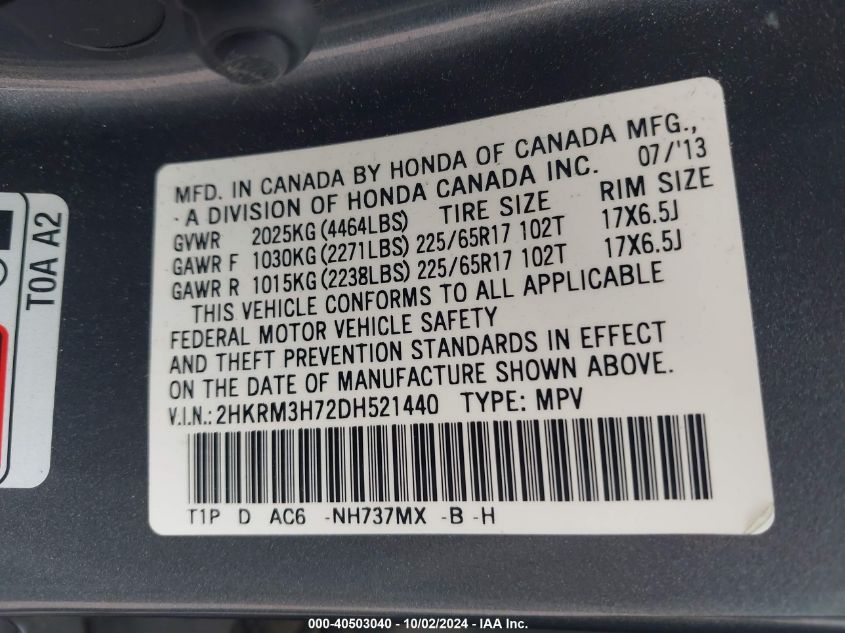 MFD. IN CANADA BY HONDA OF CANADA MFG.,
- A DIVISION OF HONDA CANADA INC. 07/'13
GVWR 2025KG (4464LBS) TIRE SIZE RIM SIZE
GAWR F 1030KG (2271LBS) 225/65R17 102T 17X6.5J
GAWR R 1015KG (2238LBS) 225/65R17 102T 17X6.5J
THIS VEHICLE CONFORMS TO ALL APPLICABLE
FEDERAL MOTOR VEHICLE SAFETY
AND THEFT PREVENTION STANDARDS IN EFFECT
ON THE DATE OF MANUFACTURE SHOWN ABOVE.
V.I.N.: 2HKRM3H72DH521440 TYPE: MPV
T1P D AC6 -NH737MX -B -H
T0A A2
000-40503040 - 10/02/2024 - IAA Inc.